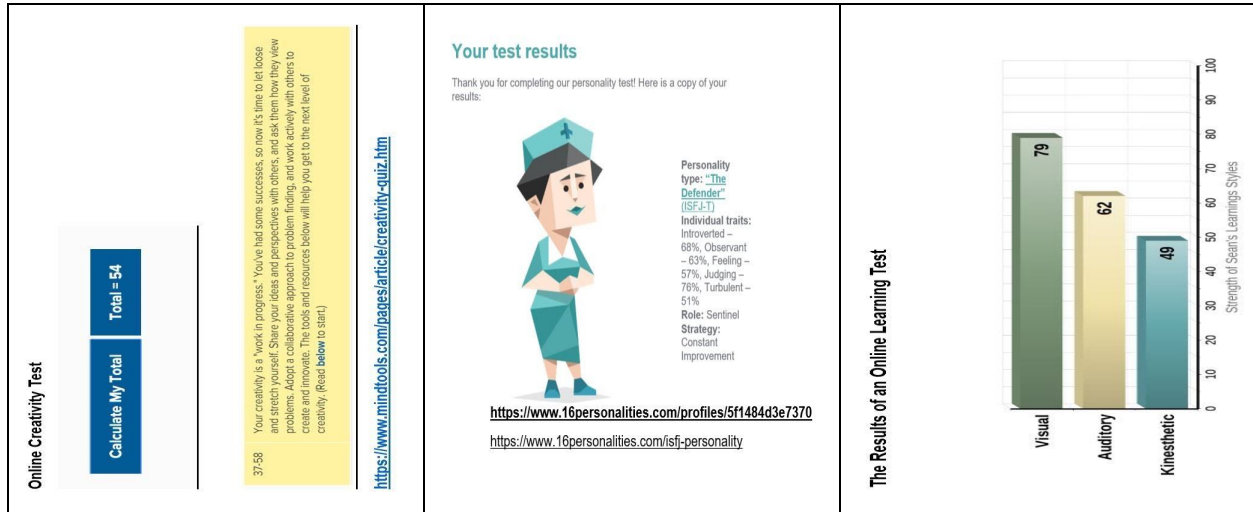 Online Creativity Test
Calculate My Total
Total = 54
37-58
Your creativity is a "work in progress." You've had some successes, so now it's time to let loose
and stretch yourself. Share your ideas and perspectives with others, and ask them how they view
problems. Adopt a collaborative approach to problem finding, and work actively with others to
create and innovate. The tools and resources below will help you get to the next level of
creativity. (Read below to start.)
https://www.mindtools.com/pages/article/creativity-quiz.htm
Your test results
Thank you for completing our personality test! Here is a copy of your
results:
Personality
type: “The
Defender”
(ISFJ-T)
Individual traits:
Introverted –
68%, Observant
– 63%, Feeling –
57%, Judging –
76%, Turbulent –
51%
Role: Sentinel
Strategy:
Constant
Improvement
https://www.16personalities.com/profiles/5f1484d3e7370
https://www.16personalities.com/isfj-personality
The Results of an Online Learning Test
Visual
79
Auditory
62
Kinesthetic
49
0 10 20 30 40 50 60 70 80 90 100
Strength of Sean's Learnings Styles